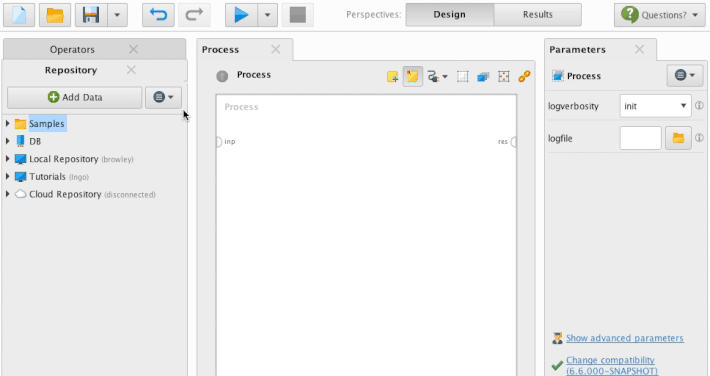 Perspectives:
Design
Results
Questions?
Operators
Repository
Add Data
Samples
DB
Local Repository (browley)
Tutorials (Ingo)
Cloud Repository (disconnected)
Process
Process
Process
inp
res
Parameters
Process
logverbosity
init
logfile
Show advanced parameters
Change compatibility
(6.6.000-SNAPSHOT)